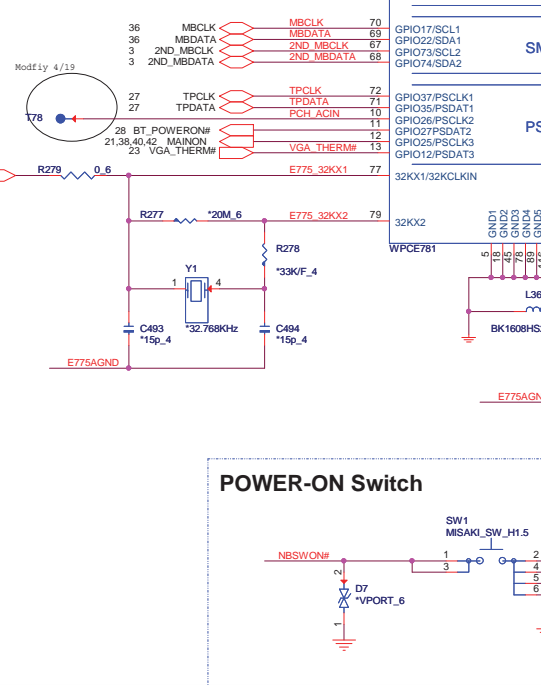 36 MBCLK MBCLK 70 GPIO17/SCL1
36 MBDATA MBDATA 69 GPIO22/SDA1
3 2ND_MBCLK 2ND_MBCLK 67 GPIO73/SCL2
3 2ND_MBDATA 2ND_MBDATA 68 GPIO74/SDA2
SM
Modfiy 4/19
T78
27 TPCLK TPCLK 72 GPIO37/PSCLK1
27 TPDATA TPDATA 71 GPIO35/PSDAT1
PCH_ACIN 10 GPIO26/PSCLK2
28 BT_POWERON# 11 GPIO27PSDAT2
21,38,40,42 MAINON 12 GPIO25/PSCLK3
23 VGA_THERM# VGA_THERM# 13 GPIO12/PSDAT3
PS
R279 0_6 E775_32KX1 77 32KX1/32KCLKIN
R277 *20M_6 E775_32KX2 79 32KX2
GND1
GND2
GND3
GND4
GND5
WPCE781
5
18
45
78
89
R278
*33K/F_4
Y1
1 4
*32.768KHz
C493
*15p_4
C494
*15p_4
E775AGND
L36
BK1608HS
E775AGN
POWER-ON Switch
SW1
MISAKI_SW_H1.5
NBSWON# 1 2
3 4
5
6
2
D7
*VPORT_6
1